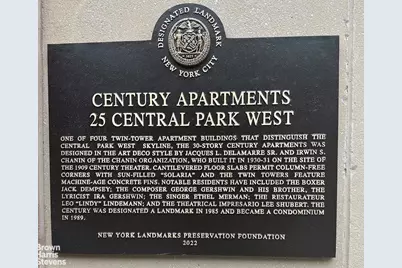 DESIGNATED LANDMARK
NEW YORK CITY
CENTURY APARTMENTS
25 CENTRAL PARK WEST
ONE OF FOUR TWIN-TOWER APARTMENT BUILDINGS THAT DISTINGUISH THE
CENTRAL PARK WEST SKYLINE, THE 30-STORY CENTURY APARTMENTS WAS
DESIGNED IN THE ART DECO STYLE BY JACQUES L. DELAMARRE SR. AND IRWIN S.
CHANIN OF THE CHANIN ORGANIZATION, WHO BUILT IT IN 1930-31 ON THE SITE OF
THE 1909 CENTURY THEATER. CANTILEVERED FLOOR SLABS PERMIT COLUMN-FREE
CORNERS WITH SUN-FILLED "SOLARIA" AND THE TWIN TOWERS FEATURE
MACHINE-AGE CONCRETE FINS. NOTABLE RESIDENTS HAVE INCLUDED THE BOXER
JACK DEMPSEY; THE COMPOSER GEORGE GERSHWIN AND HIS BROTHER, THE
LYRICIST IRA GERSHWIN; THE SINGER ETHEL MERMAN; THE RESTAURATEUR
LEO "LINDY" LINDEMANN; AND THE THEATRICAL IMPRESARIO LEE SHUBERT. THE
CENTURY WAS DESIGNATED A LANDMARK IN 1985 AND BECAME A CONDOMINIUM
IN 1989.
NEW YORK LANDMARKS PRESERVATION FOUNDATION
2022
Brown
Harris
Stevens